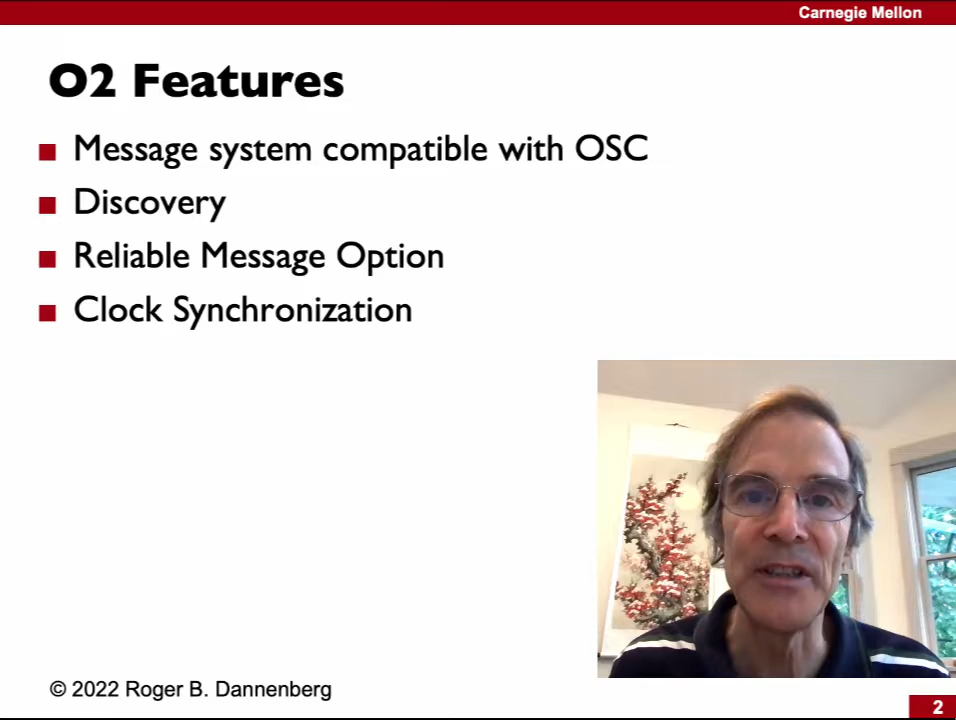 Carnegie Mellon
O2 Features
Message system compatible with OSC
Discovery
Reliable Message Option
Clock Synchronization
© 2022 Roger B. Dannenberg
2